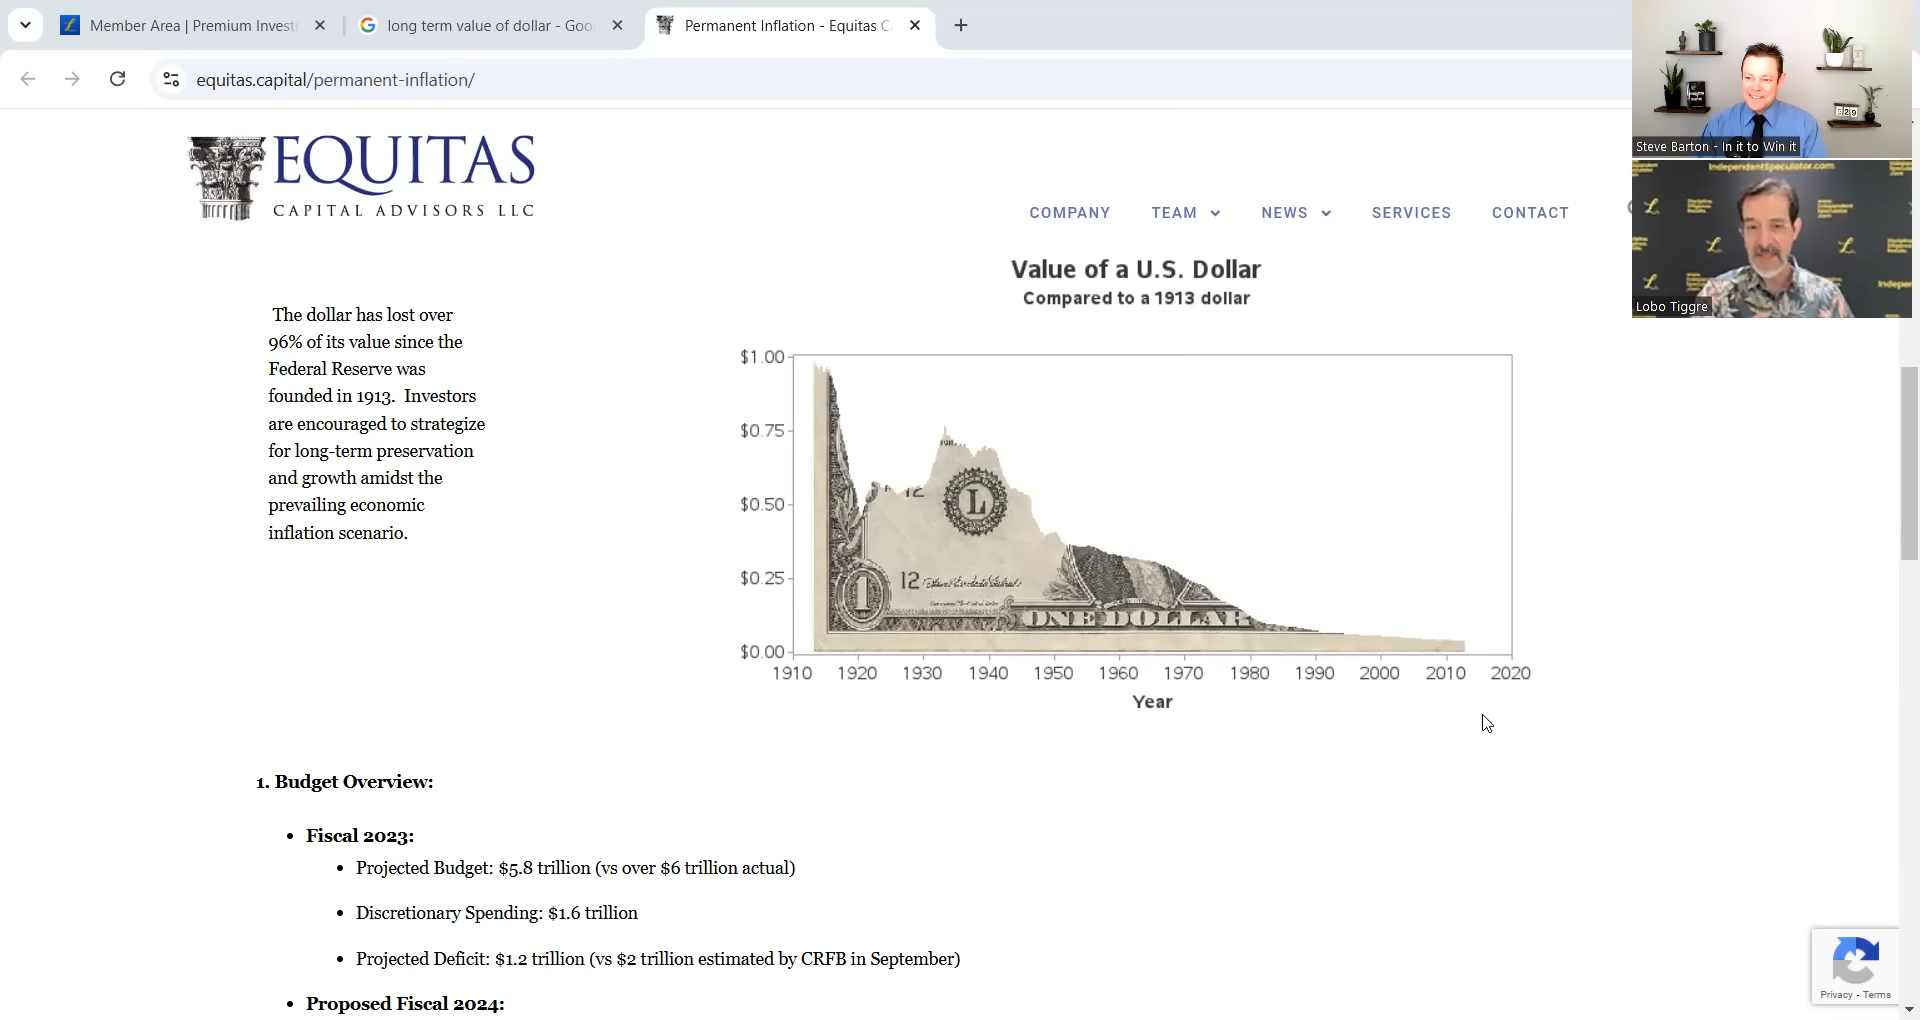 Member Area | Premium Investi
long term value of dollar - Goo
Permanent Inflation - Equitas C
equitas.capital/permanent-inflation/
EQUITAS
CAPITAL ADVISORS LLC
COMPANY TEAM NEWS SERVICES CONTACT
Steve Barton - In it to Win it
IndependentSpeculator.com
Lobo Tiggre
The dollar has lost over
96% of its value since the
Federal Reserve was
founded in 1913. Investors
are encouraged to strategize
for long-term preservation
and growth amidst the
prevailing economic
inflation scenario.
Value of a U.S. Dollar
Compared to a 1913 dollar
$1.00
$0.75
$0.50
$0.25
$0.00
12
L
12
1
ONE DOLLAR
1910 1920 1930 1940 1950 1960 1970 1980 1990 2000 2010 2020
Year
1. Budget Overview:
• Fiscal 2023:
• Projected Budget: $5.8 trillion (vs over $6 trillion actual)
• Discretionary Spending: $1.6 trillion
• Projected Deficit: $1.2 trillion (vs $2 trillion estimated by CRFB in September)
• Proposed Fiscal 2024:
Privacy - Terms